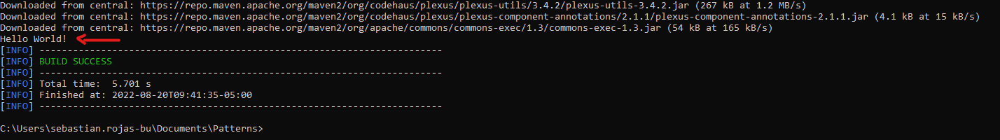 Downloaded from central: https://repo.maven.apache.org/maven2/org/codehaus/plexus/plexus-utils/3.4.2/plexus-utils-3.4.2.jar (267 kB at 1.2 MB/s)
Downloaded from central: https://repo.maven.apache.org/maven2/org/codehaus/plexus/plexus-component-annotations/2.1.1/plexus-component-annotations-2.1.1.jar (4.1 kB at 15 kB/s)
Downloaded from central: https://repo.maven.apache.org/maven2/org/apache/commons/commons-exec/1.3/commons-exec-1.3.jar (54 kB at 165 kB/s)
Hello World!
[INFO] ------------------------------------------------------------------------
[INFO] BUILD SUCCESS
[INFO] ------------------------------------------------------------------------
[INFO] Total time:  5.701 s
[INFO] Finished at: 2022-08-20T09:41:35-05:00
[INFO] ------------------------------------------------------------------------
C:\Users\sebastian.rojas-bu\Documents\Patterns>